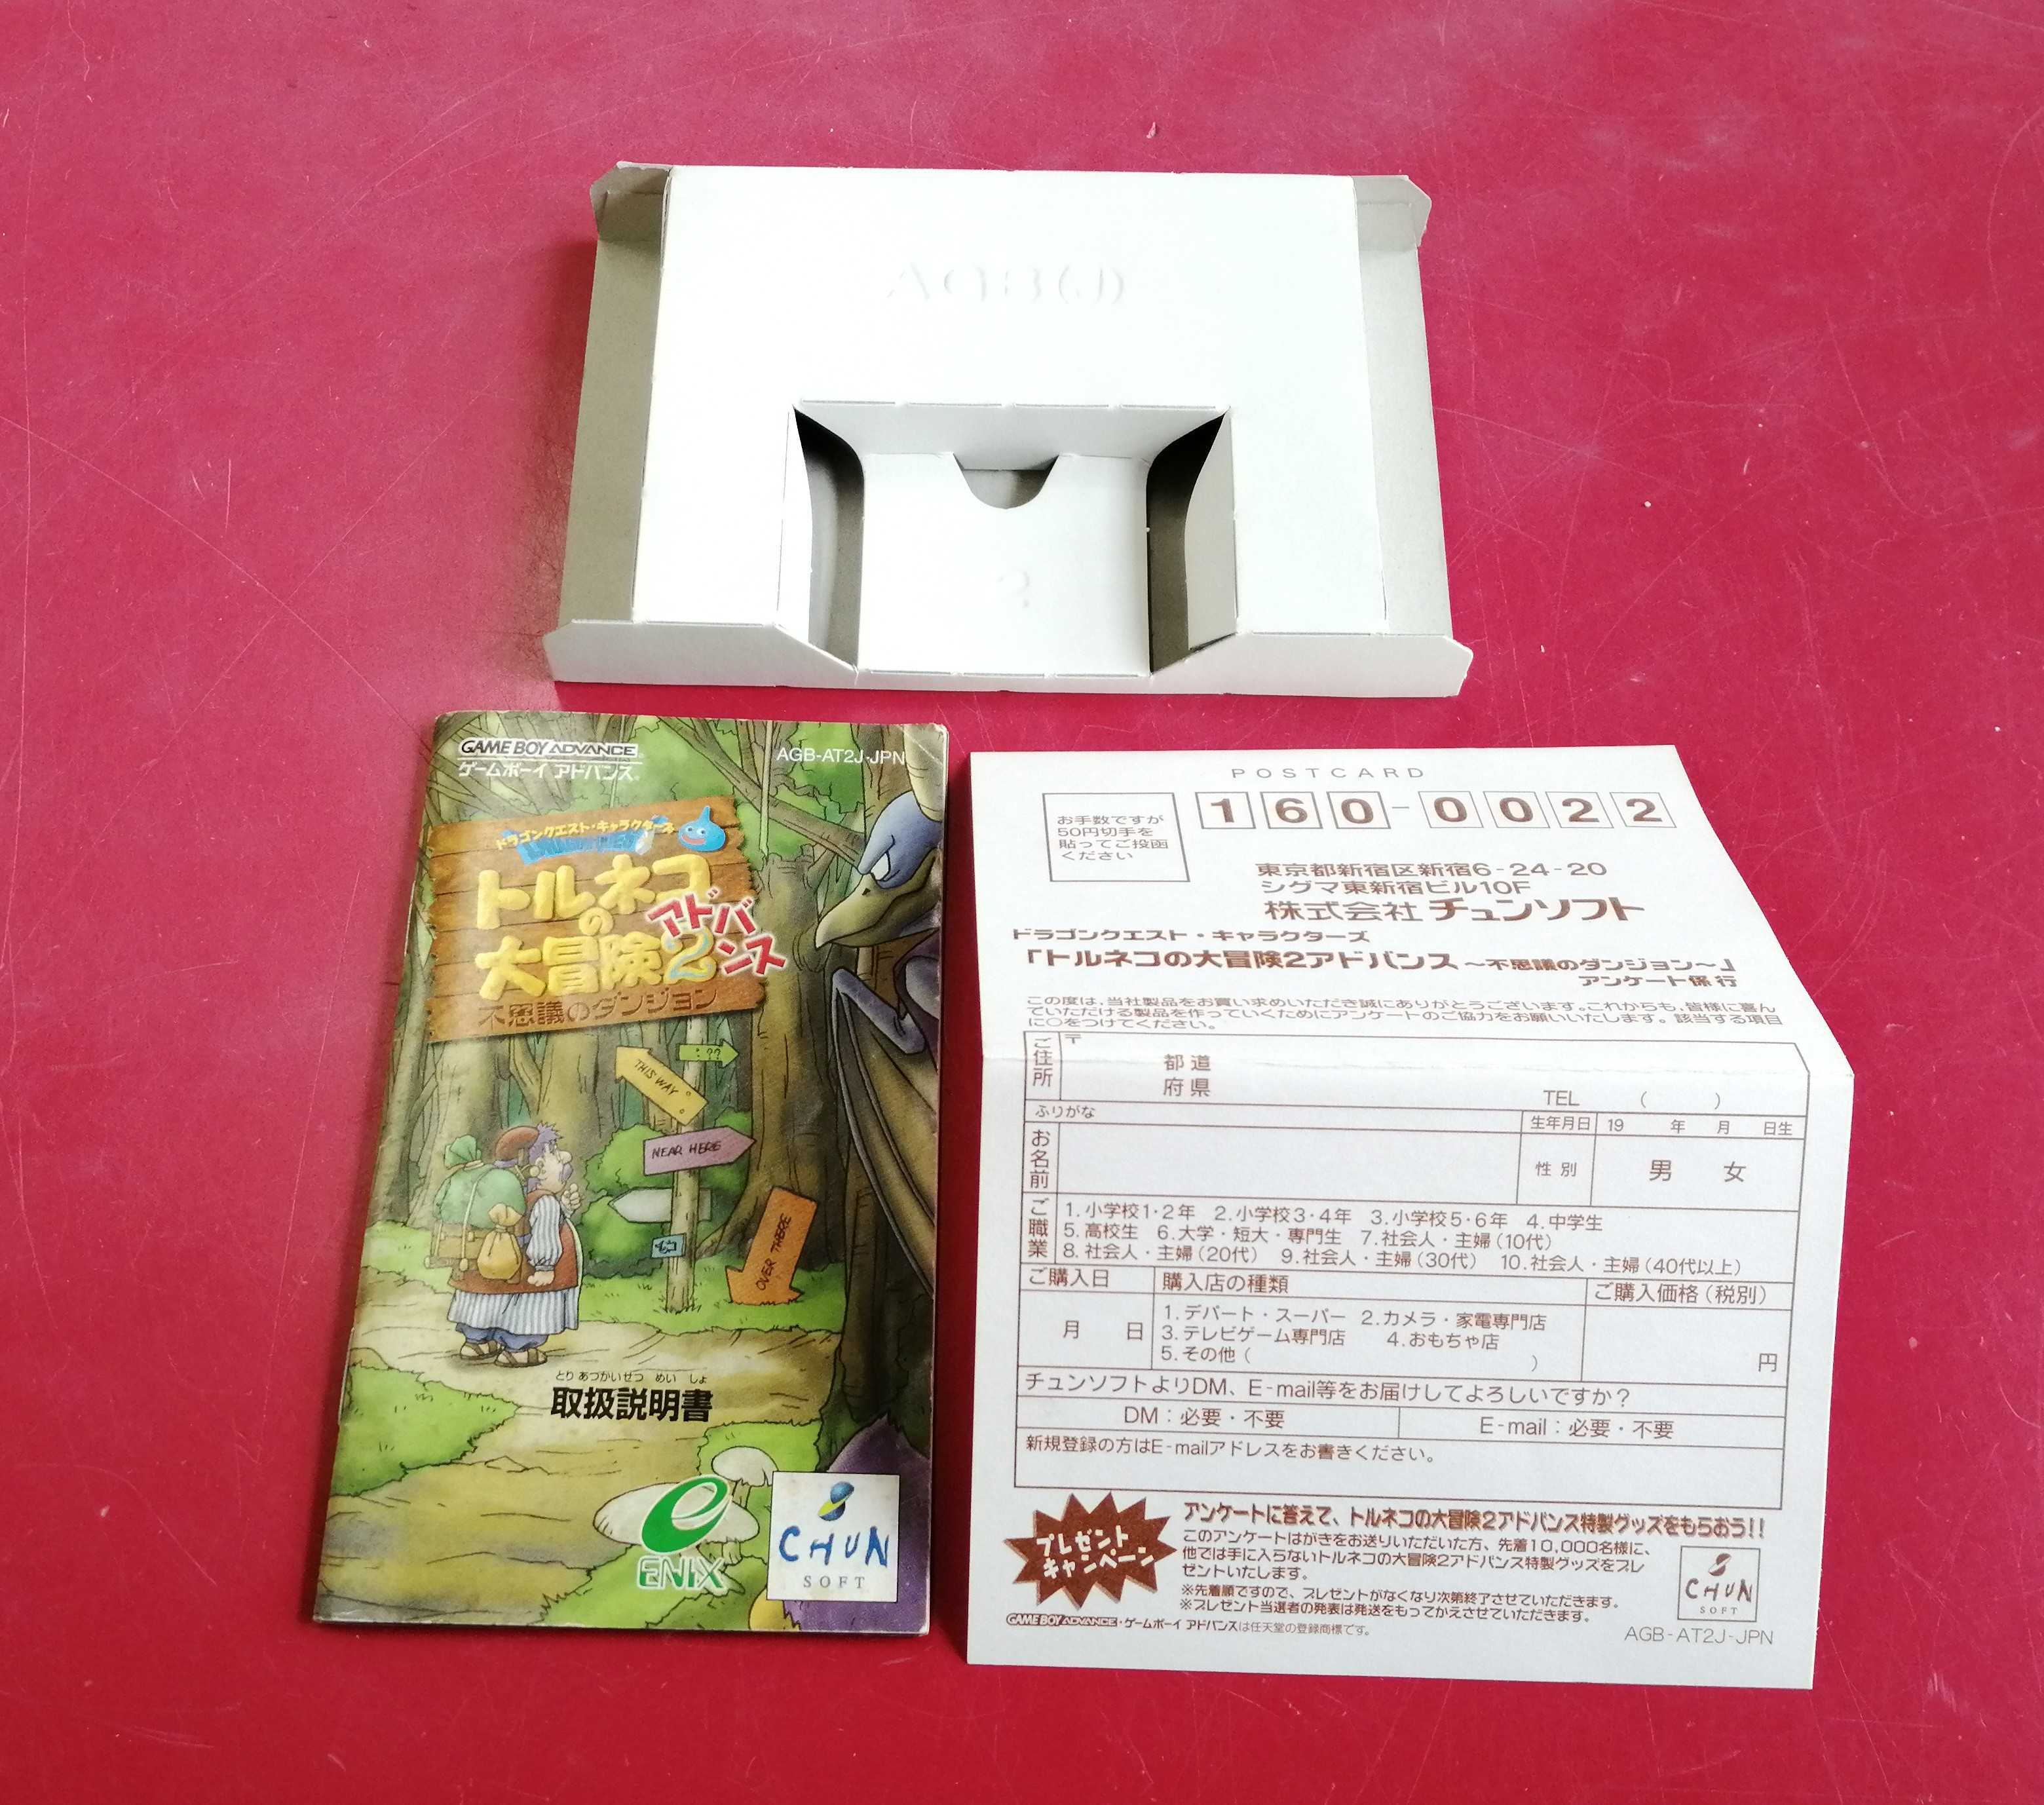 AGB(J)
2
GAME BOY ADVANCE
ゲームボーイ アドバンス
AGB-AT2J-JPN
ドラゴンクエスト・キャラクターズ
トルネコ
の
大冒険2
アドバンス
不思議のダンジョン
:??
THIS WAY
NEAR HERE
OVER THERE
とりあつかいせつめいしょ
取扱説明書
ENIX
CHUN
SOFT
POSTCARD
お手数ですが
50円切手を
貼ってご投函
ください
160-0022
東京都新宿区新宿6-24-20
シグマ東新宿ビル10F
株式会社 チュンソフト
ドラゴンクエスト・キャラクターズ
「トルネコの大冒険2アドバンス ～不思議のダンジョン～」
アンケート係 行
この度は、当社製品をお買い求めいただき誠にありがとうございます。これからも、皆様に喜ん
でいただける製品を作っていくためにアンケートのご協力をお願いいたします。該当する項目
に○をつけてください。
ご住所
〒
都 道
府 県
TEL ( )
ふりがな
生年月日
19 年 月 日生
お名前
性 別
男 女
ご職業
1.小学校1・2年 2.小学校3・4年 3.小学校5・6年 4.中学生
5.高校生 6.大学・短大・専門生 7.社会人・主婦(10代)
8.社会人・主婦(20代) 9.社会人・主婦(30代) 10.社会人・主婦(40代以上)
ご購入日
購入店の種類
ご購入価格(税別)
月 日
1.デパート・スーパー 2.カメラ・家電専門店
3.テレビゲーム専門店 4.おもちゃ店
5.その他( )
円
チュンソフトよりDM、E-mail等をお届けしてよろしいですか？
DM：必要・不要
E-mail：必要・不要
新規登録の方はE-mailアドレスをお書きください。
プレゼント
キャンペーン
アンケートに答えて、トルネコの大冒険2アドバンス特製グッズをもらおう!!
このアンケートはがきをお送りいただいた方、先着10,000名様に、
他では手に入らないトルネコの大冒険2アドバンス特製グッズをプレ
ゼントいたします。
※先着順ですので、プレゼントがなくなり次第終了させていただきます。
※プレゼント当選者の発表は発送をもってかえさせていただきます。
CHUN
SOFT
GAME BOY ADVANCE・ゲームボーイ アドバンスは任天堂の登録商標です。
AGB-AT2J-JPN